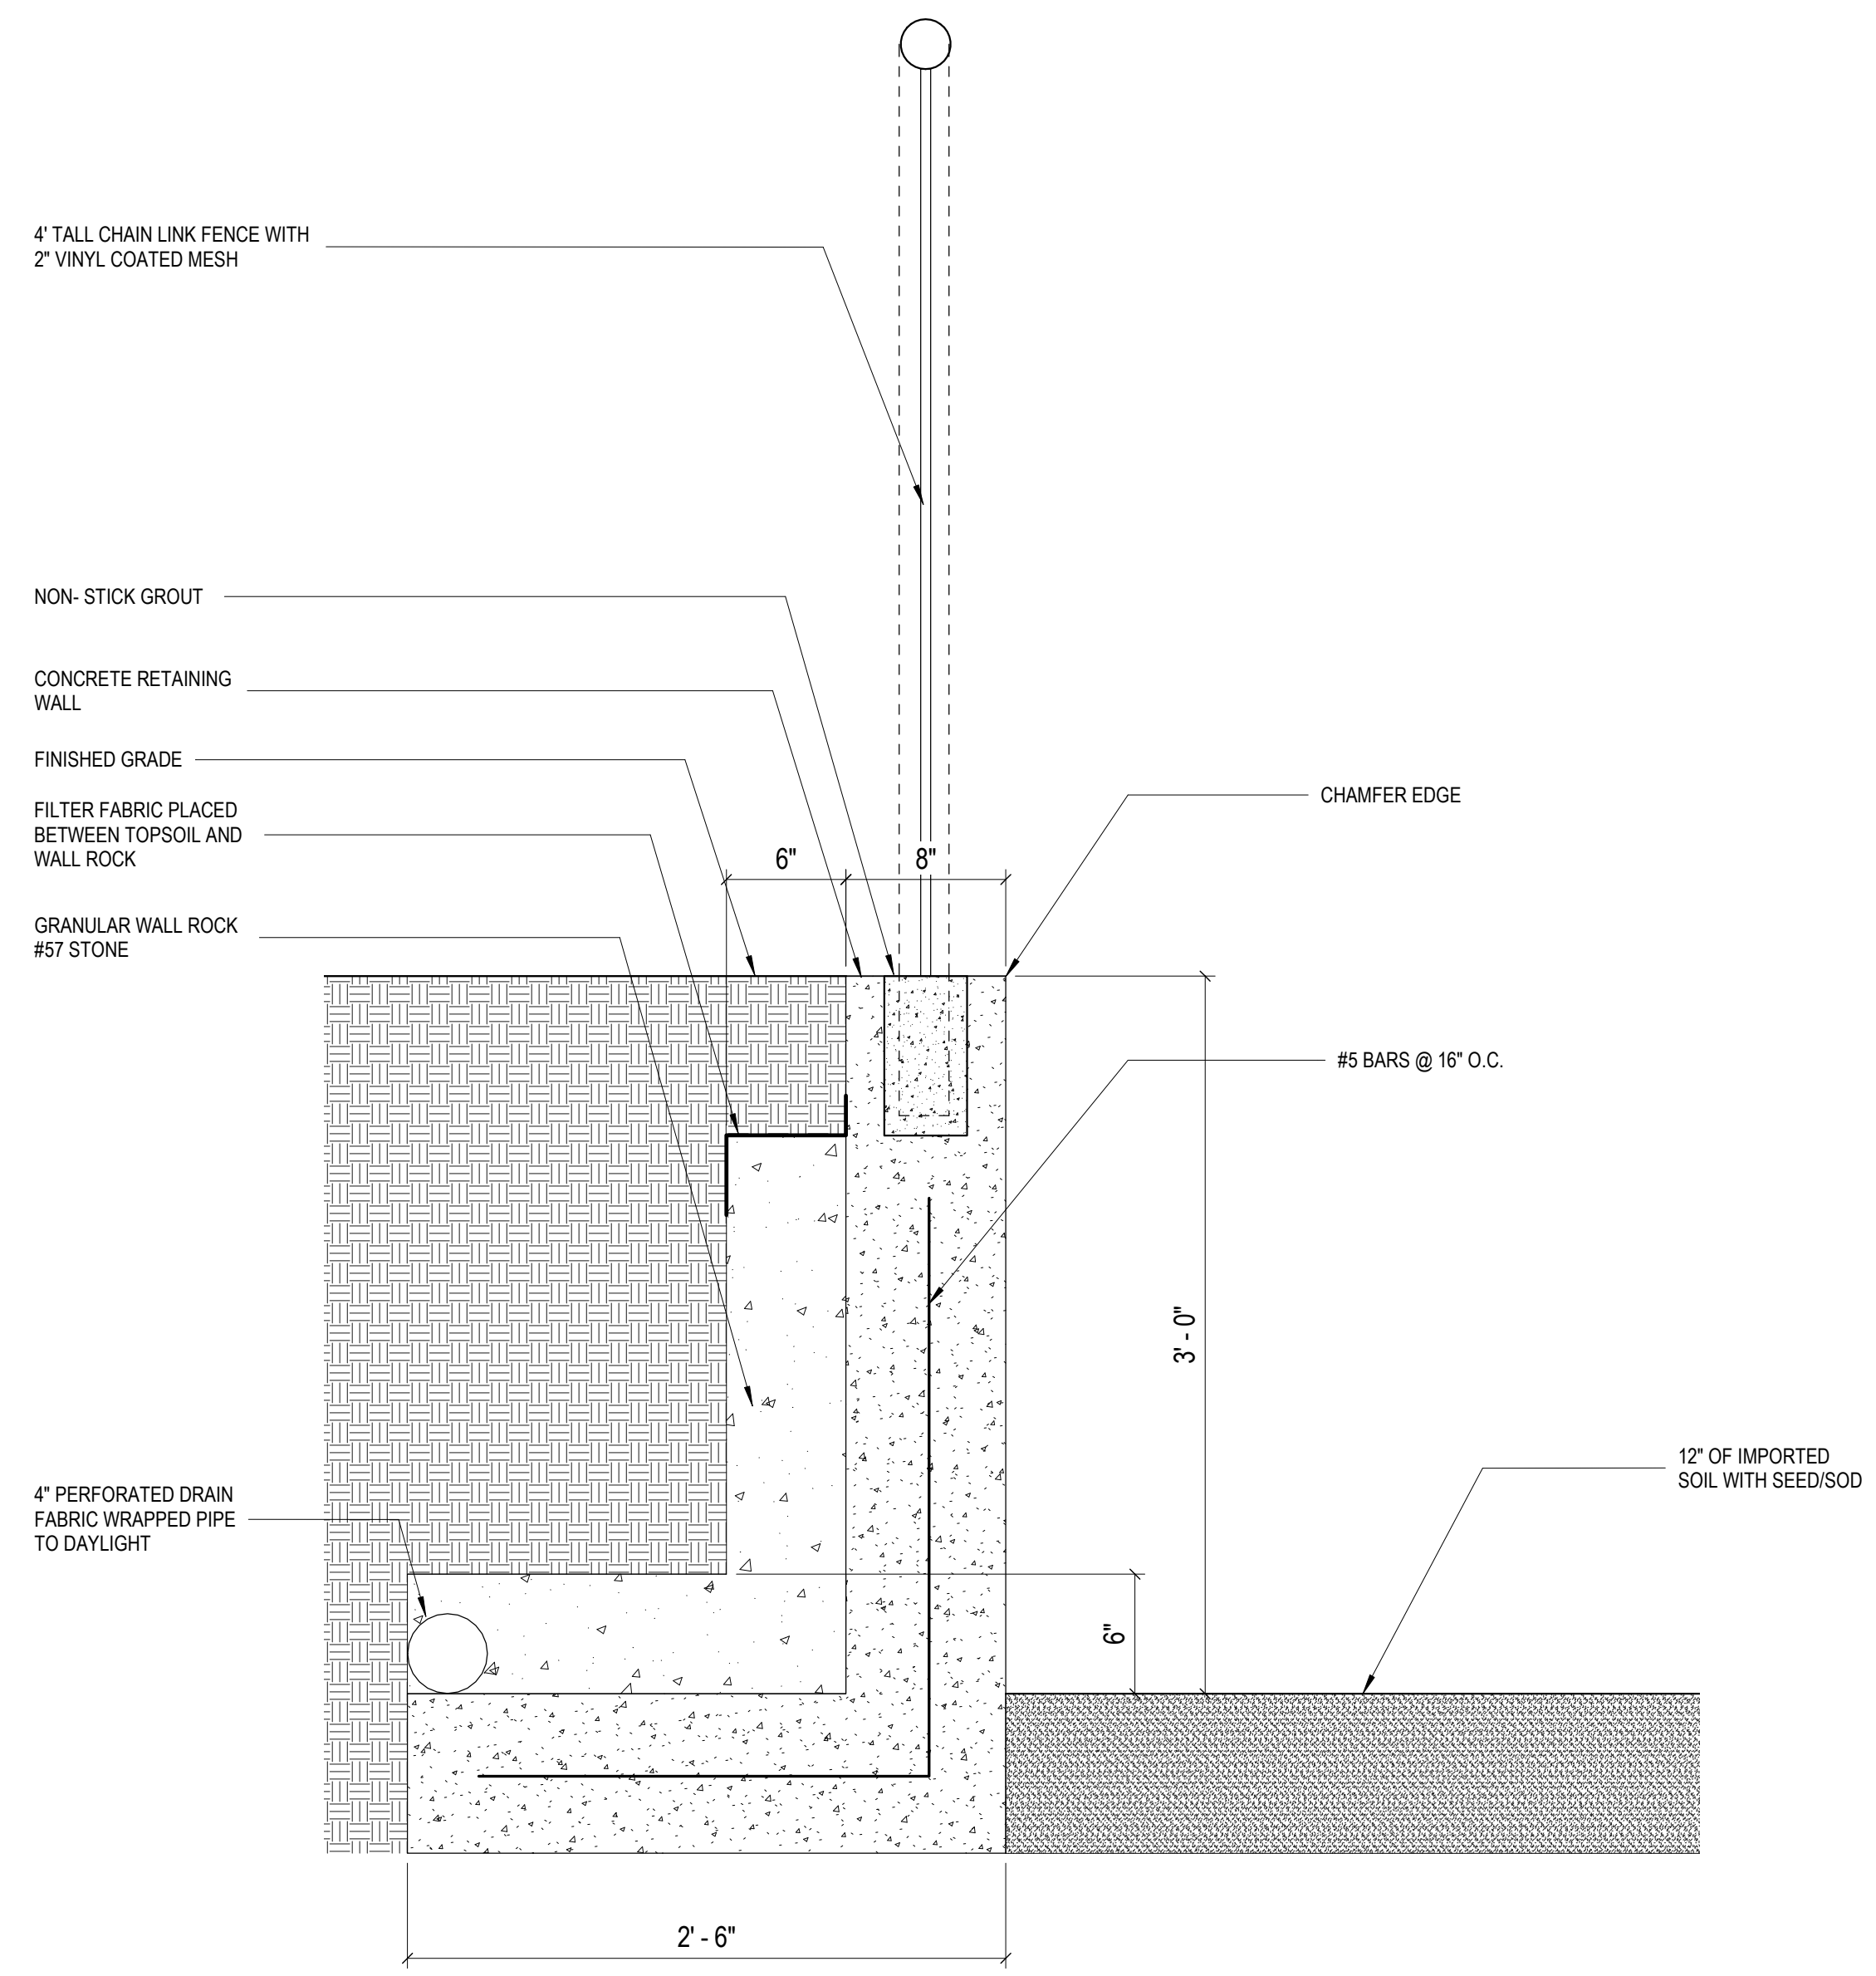 4' TALL CHAIN LINK FENCE WITH
2" VINYL COATED MESH
NON- STICK GROUT
CONCRETE RETAINING
WALL
FINISHED GRADE
CHAMFER EDGE
FILTER FABRIC PLACED
BETWEEN TOPSOIL AND
WALL ROCK
6"
8"
GRANULAR WALL ROCK
#57 STONE
#5 BARS @ 16" O.C.
3' - 0"
12" OF IMPORTED
SOIL WITH SEED/SOD
4" PERFORATED DRAIN
FABRIC WRAPPED PIPE
TO DAYLIGHT
6"
2' - 6"